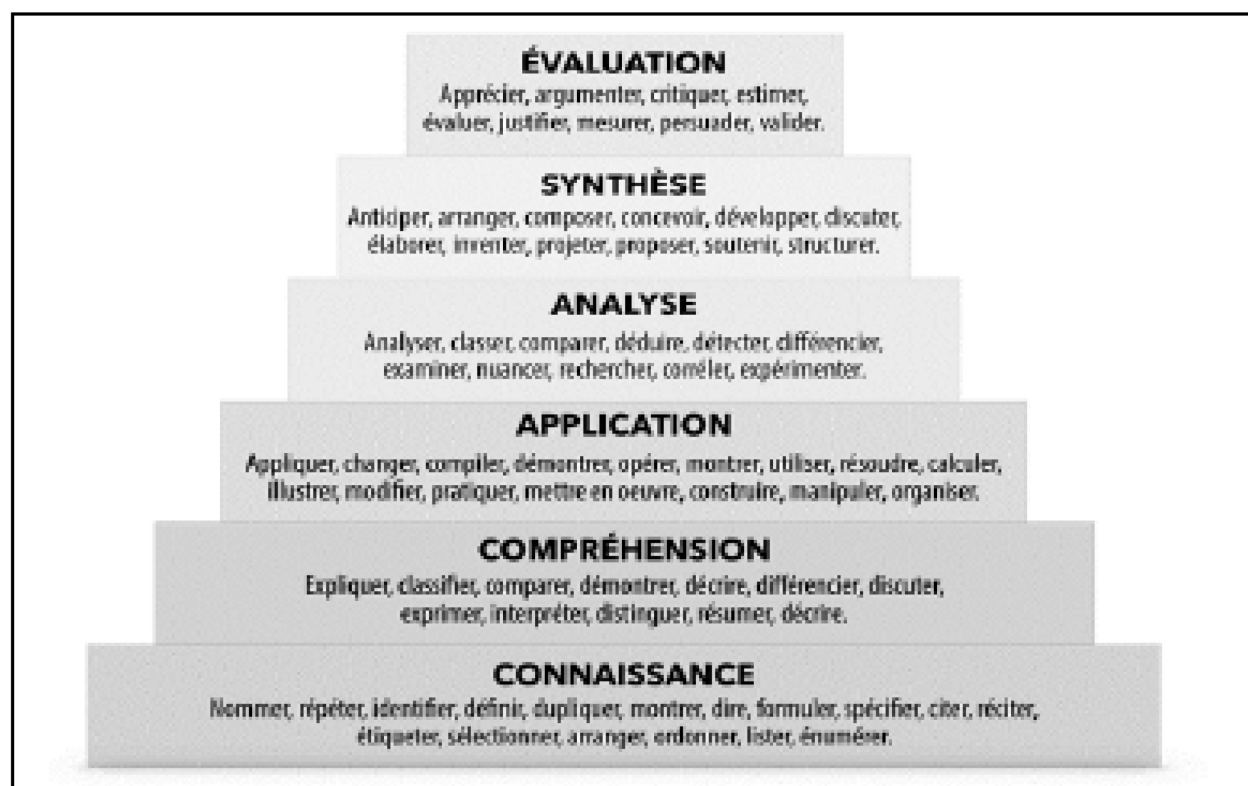 ÉVALUATION
Apprécier, argumenter, critiquer, estimer,
évaluer, justifier, mesurer, persuader, valider.
SYNTHÈSE
Anticiper, arranger, composer, concevoir, développer, discuter,
élaborer, inventer, projeter, proposer, soutenir, structurer.
ANALYSE
Analyser, classer, comparer, déduire, détecter, différencier,
examiner, nuancer, rechercher, corréler, expérimenter.
APPLICATION
Appliquer, changer, compiler, démontrer, opérer, montrer, utiliser, résoudre, calculer,
illustrer, modifier, pratiquer, mettre en oeuvre, construire, manipuler, organiser.
COMPRÉHENSION
Expliquer, classifier, comparer, démontrer, décrire, différencier, discuter,
exprimer, interpréter, distinguer, résumer, décrire.
CONNAISSANCE
Nommer, répéter, identifier, définir, dupliquer, montrer, dire, formuler, spécifier, citer, réciter,
étiqueter, sélectionner, arranger, ordonner, lister, énumérer.